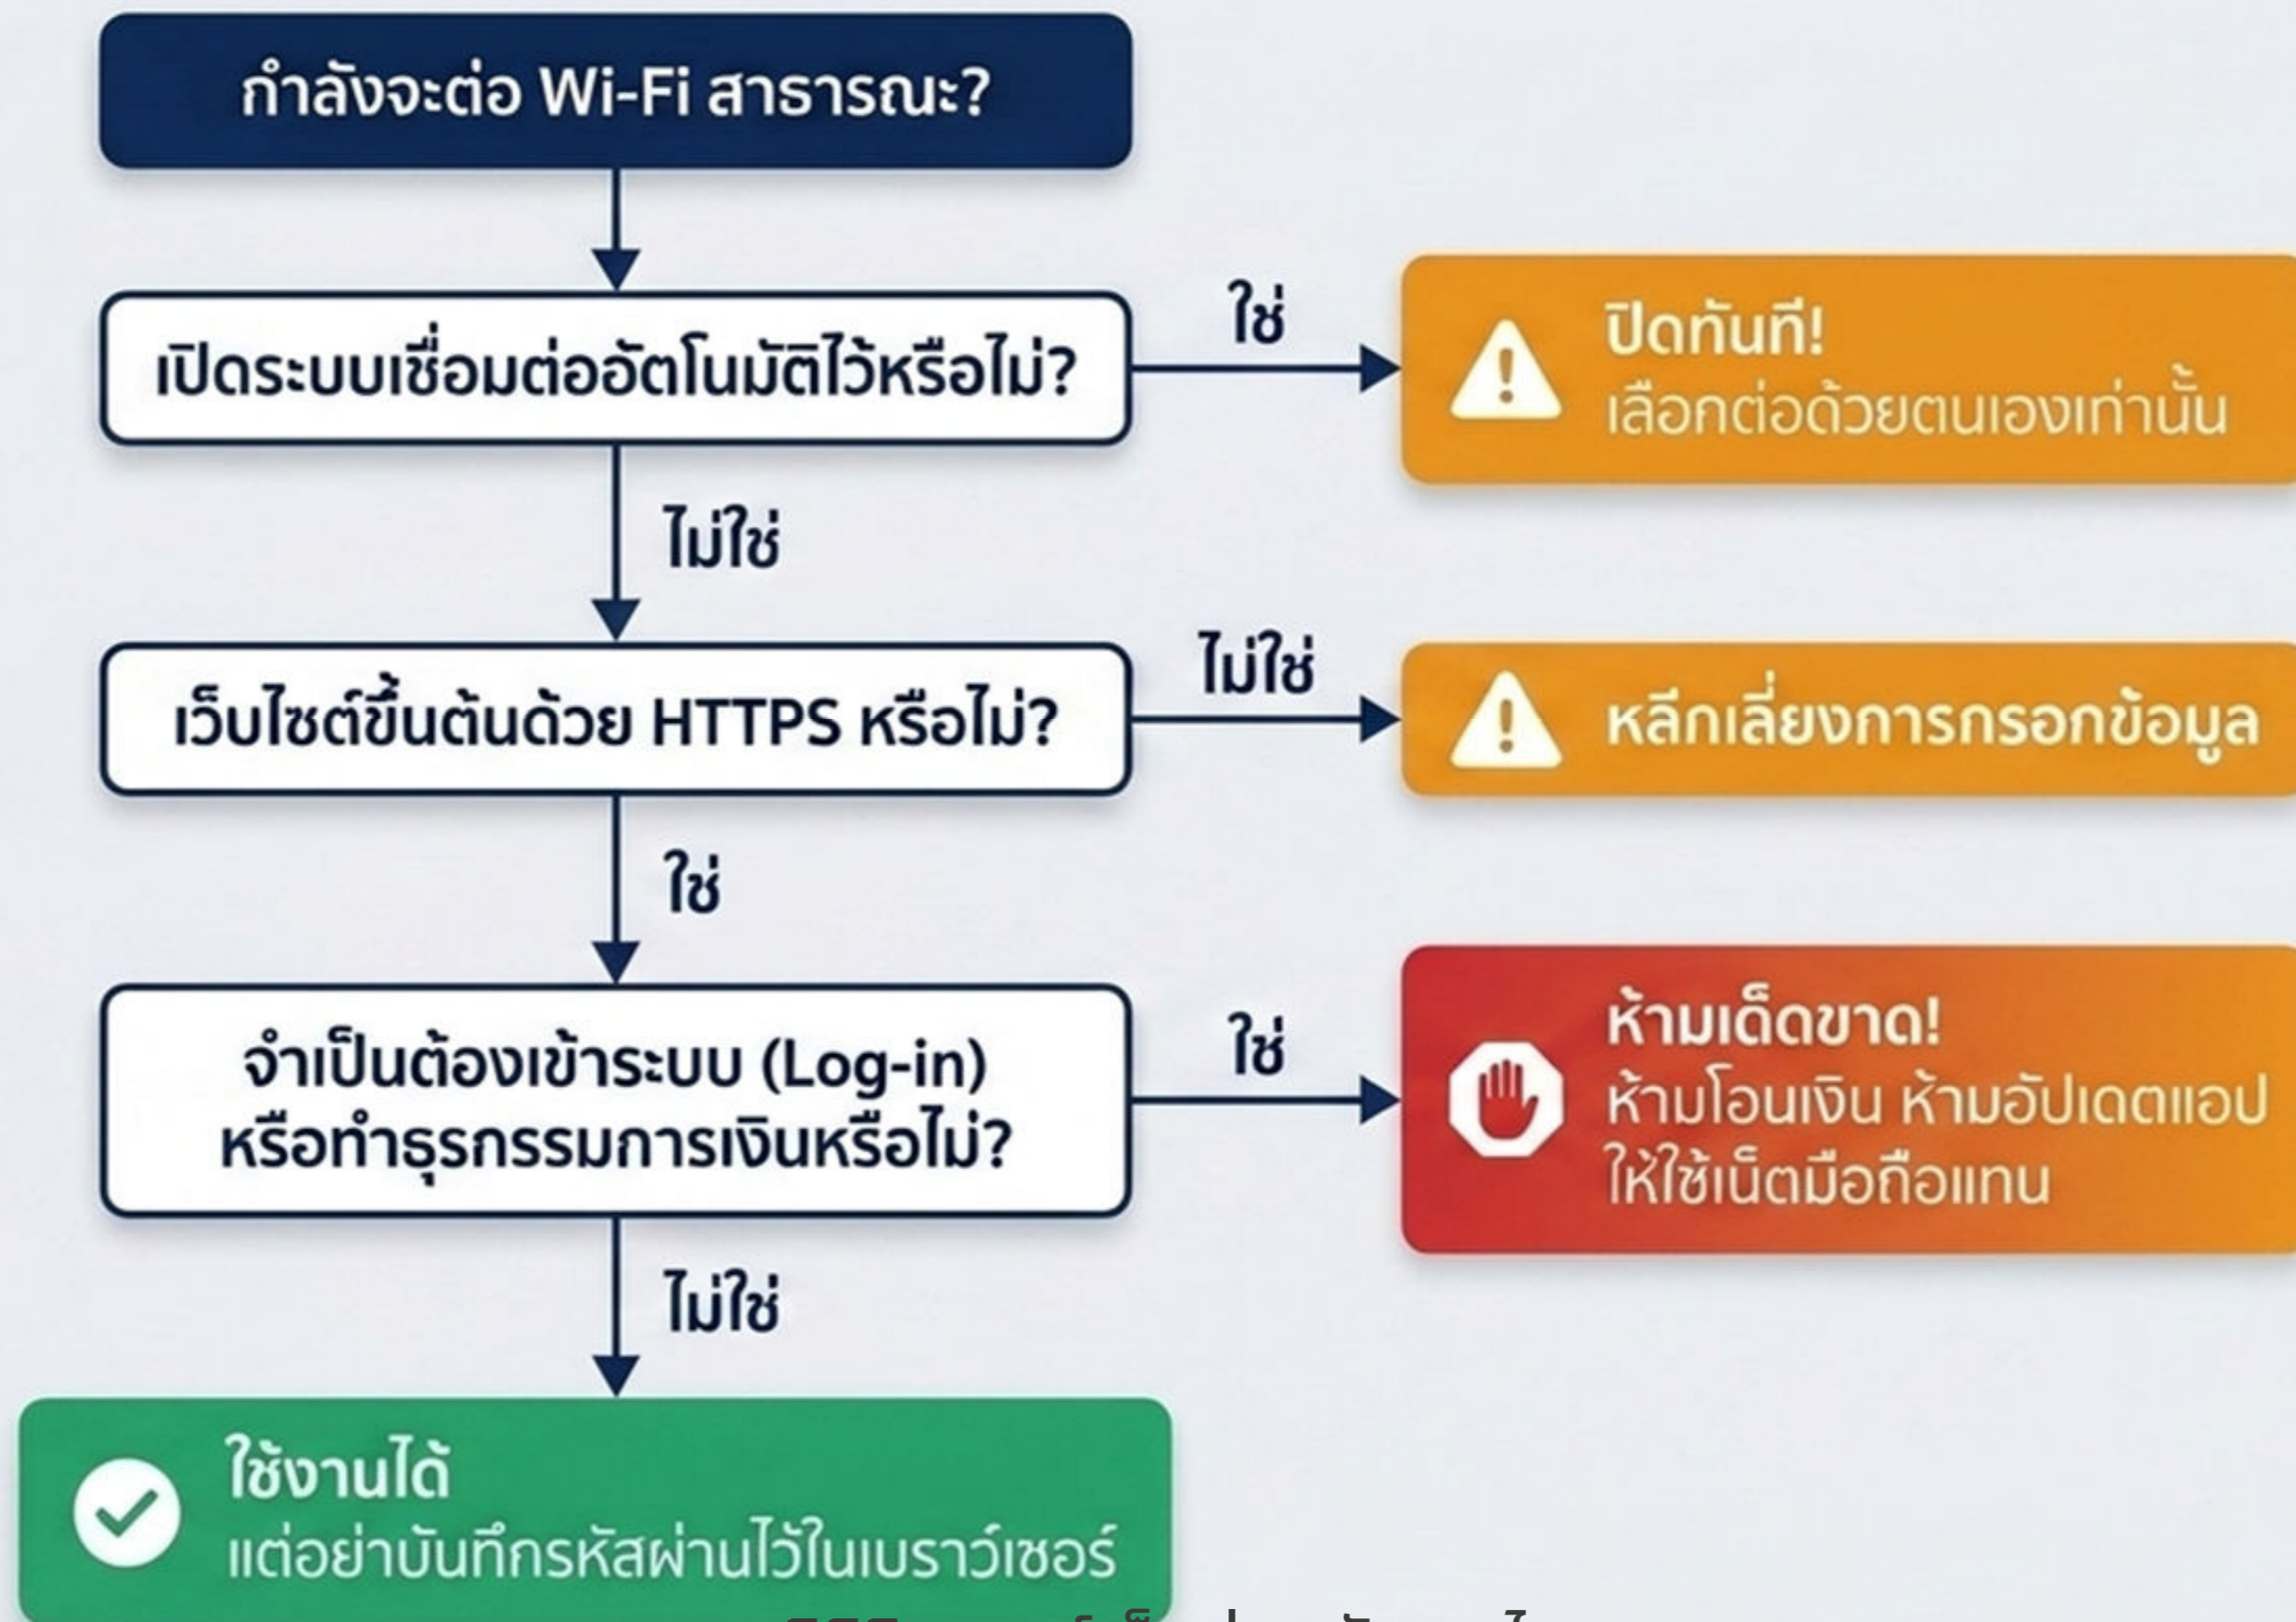 กำลังจะต่อ Wi-Fi สาธารณะ?
เปิดระบบเชื่อมต่ออัตโนมัติไว้หรือไม่?
ใช่
ปิดทันที!
เลือกต่อด้วยตนเองเท่านั้น
ไม่ใช่
เว็บไซต์ขึ้นต้นด้วย HTTPS หรือไม่?
ไม่ใช่
หลีกเลี่ยงการกรอกข้อมูล
ใช่
จำเป็นต้องเข้าระบบ (Log-in)
หรือทำธุรกรรมการเงินหรือไม่?
ใช่
ห้ามเด็ดขาด!
ห้ามโอนเงิน ห้ามอัปเดตแอป
ให้ใช้เน็ตมือถือแทน
ไม่ใช่
ใช้งานได้
แต่อย่าบันทึกรหัสผ่านไว้ในเบราว์เซอร์